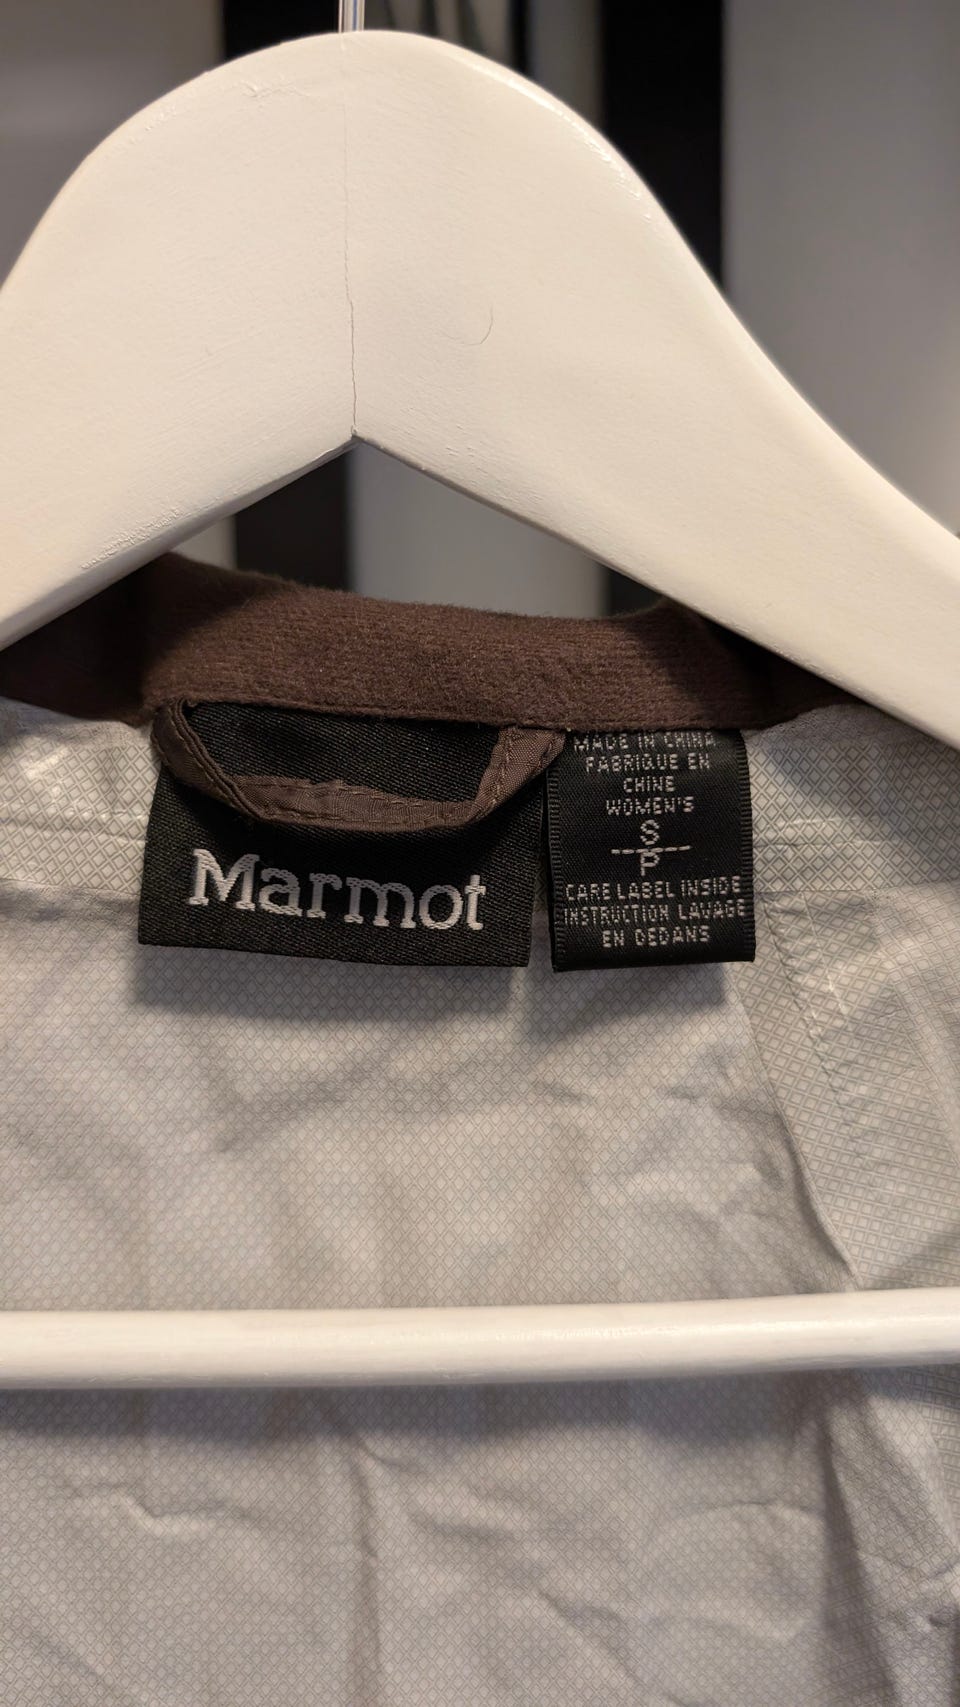 Marmot
MADE IN CHINA
FABRIQUE EN
CHINE
WOMEN'S
S
P
CARE LABEL INSIDE
INSTRUCTION LAVAGE
EN DEDANS